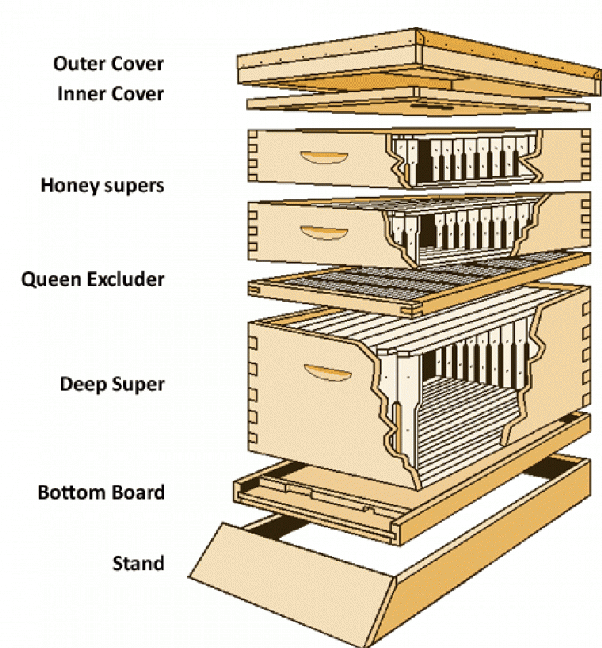 Outer Cover
Inner Cover
Honey supers
Queen Excluder
Deep Super
Bottom Board
Stand